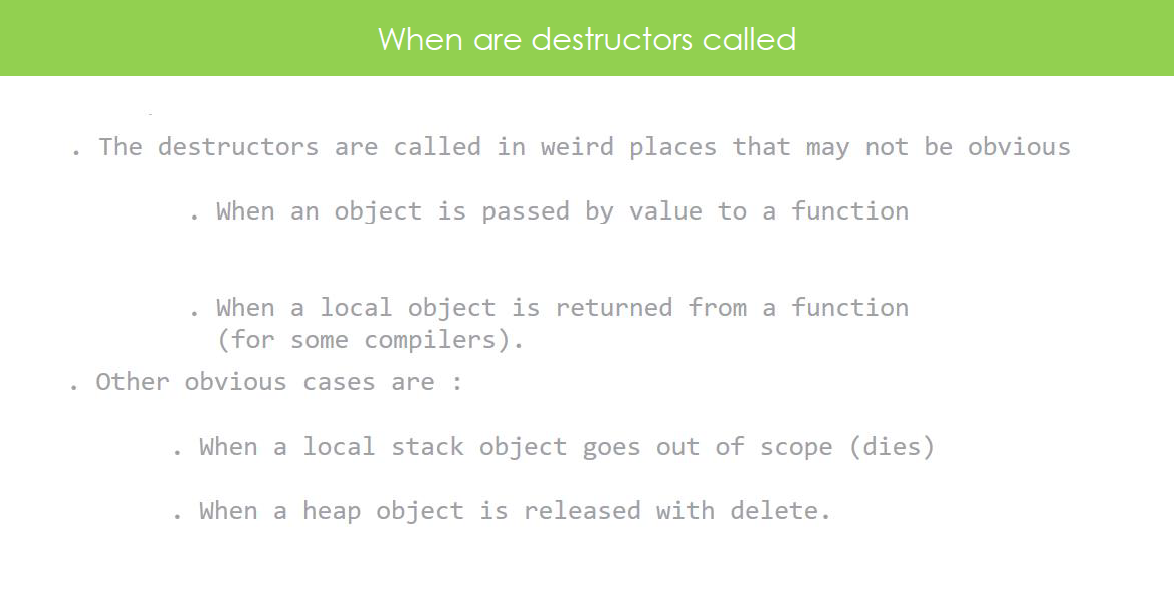 When are destructors called
. The destructors are called in weird places that may not be obvious
. When an object is passed by value to a function
. When a local object is returned from a function
(for some compilers).
. Other obvious cases are :
. When a local stack object goes out of scope (dies)
. When a heap object is released with delete.